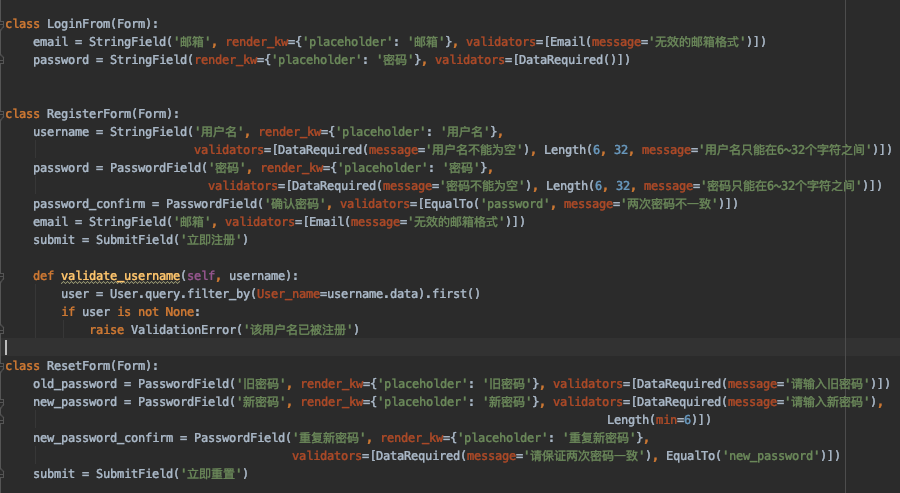 class LoginFrom(Form):
    email = StringField('邮箱', render_kw={'placeholder': '邮箱'}, validators=[Email(message='无效的邮箱格式')])
    password = StringField(render_kw={'placeholder': '密码'}, validators=[DataRequired()])
class RegisterForm(Form):
    username = StringField('用户名', render_kw={'placeholder': '用户名'},
                           validators=[DataRequired(message='用户名不能为空'), Length(6, 32, message='用户名只能在6~32个字符之间')])
    password = PasswordField('密码', render_kw={'placeholder': '密码'},
                             validators=[DataRequired(message='密码不能为空'), Length(6, 32, message='密码只能在6~32个字符之间')])
    password_confirm = PasswordField('确认密码', validators=[EqualTo('password', message='两次密码不一致')])
    email = StringField('邮箱', validators=[Email(message='无效的邮箱格式')])
    submit = SubmitField('立即注册')
    def validate_username(self, username):
        user = User.query.filter_by(User_name=username.data).first()
        if user is not None:
            raise ValidationError('该用户名已被注册')
class ResetForm(Form):
    old_password = PasswordField('旧密码', render_kw={'placeholder': '旧密码'}, validators=[DataRequired(message='请输入旧密码')])
    new_password = PasswordField('新密码', render_kw={'placeholder': '新密码'}, validators=[DataRequired(message='请输入新密码'),
                                                                                      Length(min=6)])
    new_password_confirm = PasswordField('重复新密码', render_kw={'placeholder': '重复新密码'},
                                         validators=[DataRequired(message='请保证两次密码一致'), EqualTo('new_password')])
    submit = SubmitField('立即重置')